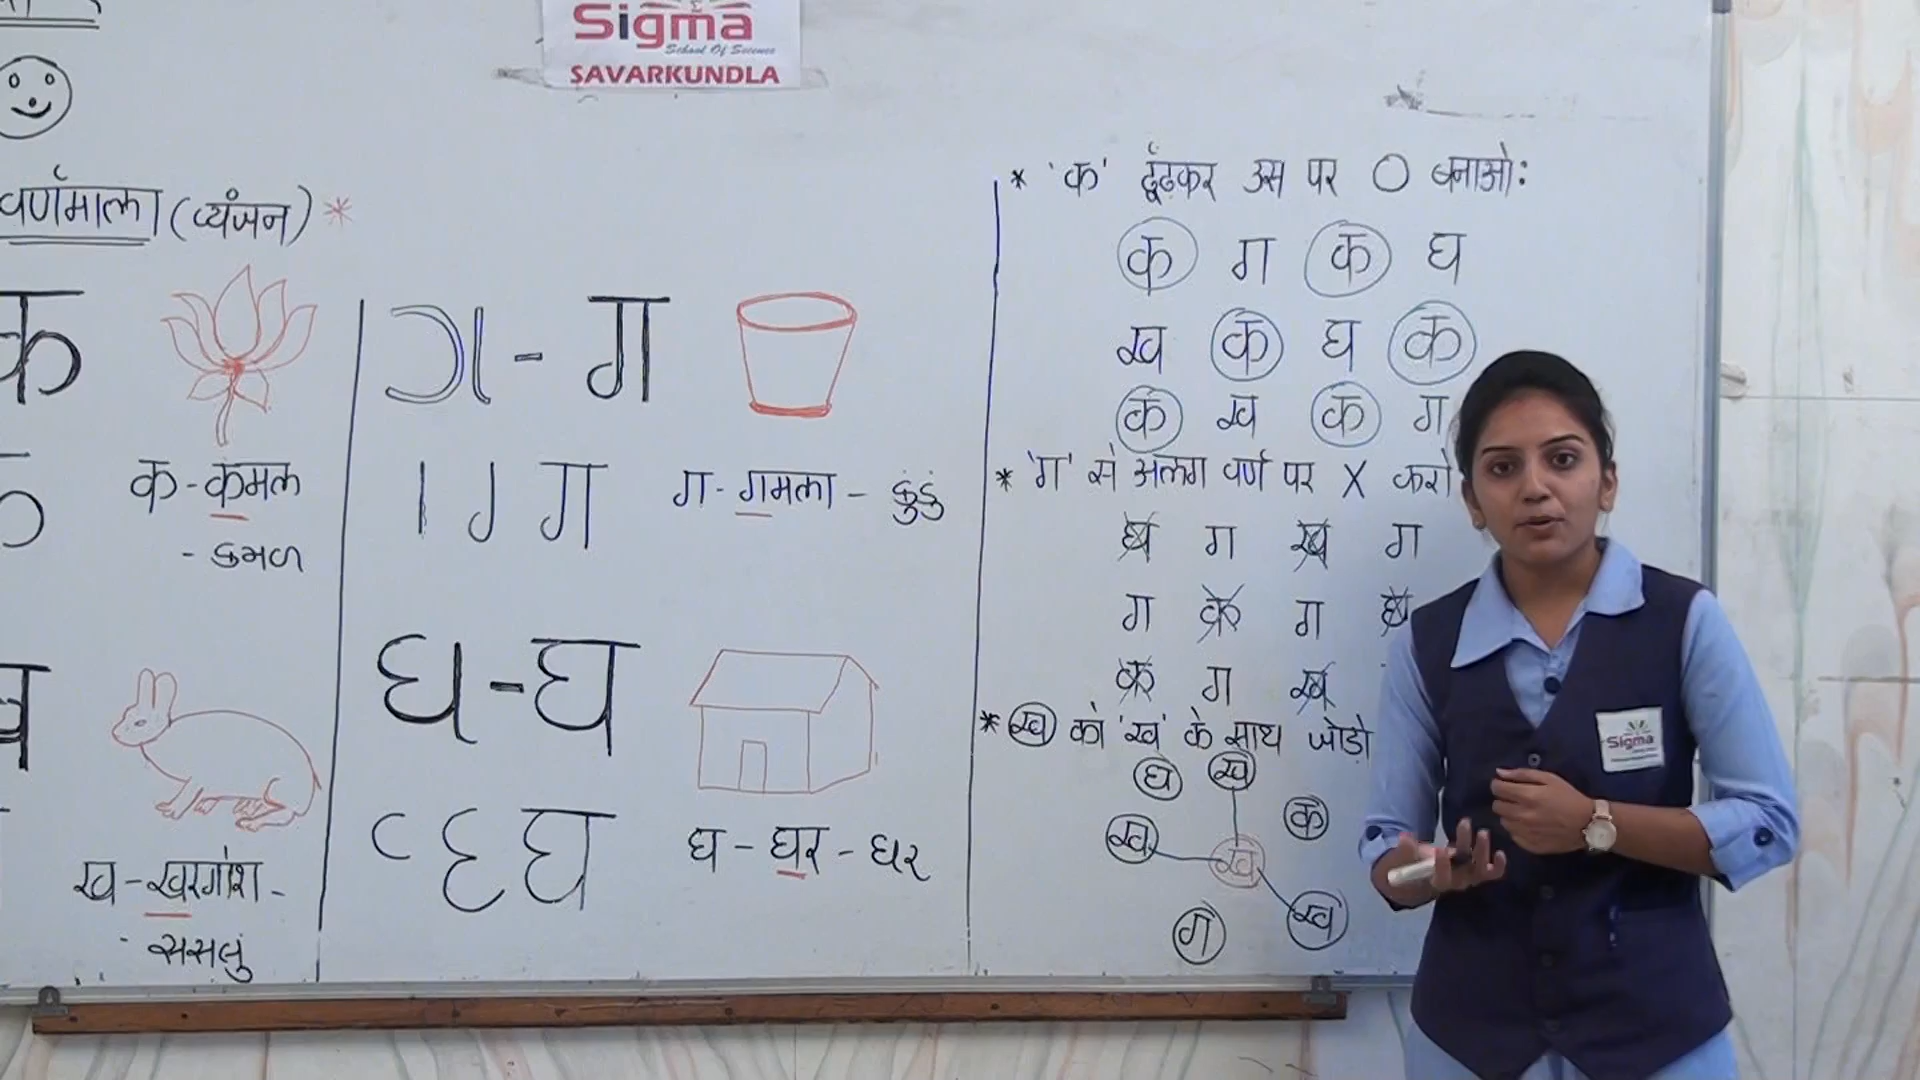 Sigma
School Of Science
SAVARKUNDLA
वर्णमाला (व्यंजन) *
क
क - कमल
- કમળ
ख - खरगोश -
- સસલું
ગ - ग
ा J ग
ग - गमला - કુંડું
ઘ - घ
घ
घ - घर - ઘર
* 'क' ढूंढ़कर उस पर O बनाओ:
क ग क घ
ख क घ क
क ख क ग
* 'ग' से अलग वर्ण पर X करो
घ ग ख ग
ग क ग घ
क ग ख
* ख को 'ख' के साथ जोडो
घ ख
ख ख क
ग ख
Sigma